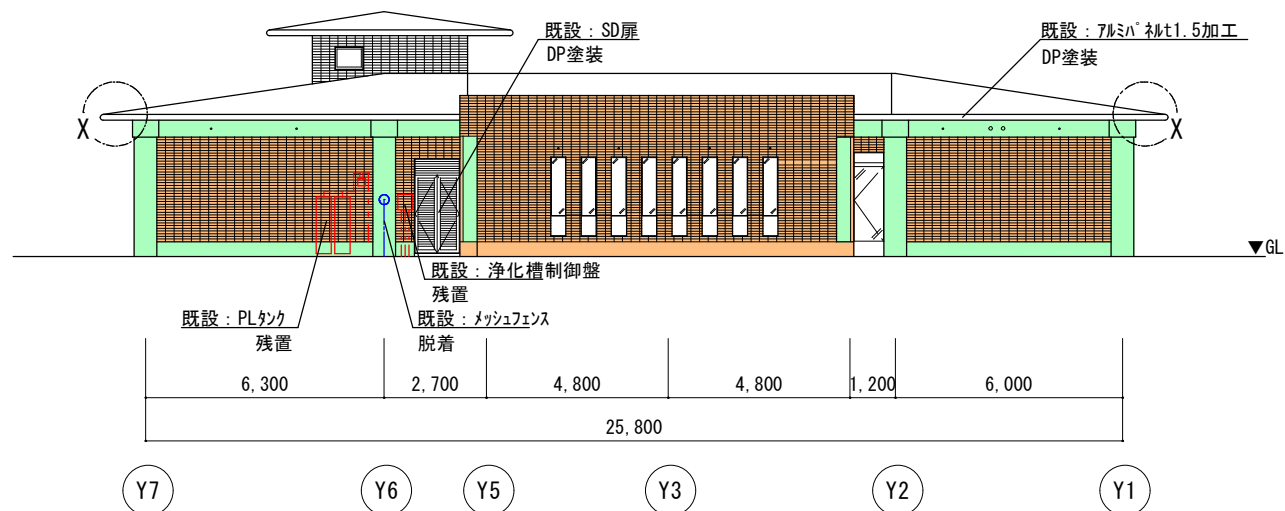 既設：SD扉
DP塗装
既設：ｱﾙﾐﾊﾟﾈﾙt1.5加工
DP塗装
X
X
▼GL
既設：浄化槽制御盤
残置
既設：PLﾀﾝｸ
残置
既設：ﾒｯｼｭﾌｪﾝｽ
脱着
6,300
2,700
4,800
4,800
1,200
6,000
25,800
Y7
Y6
Y5
Y3
Y2
Y1